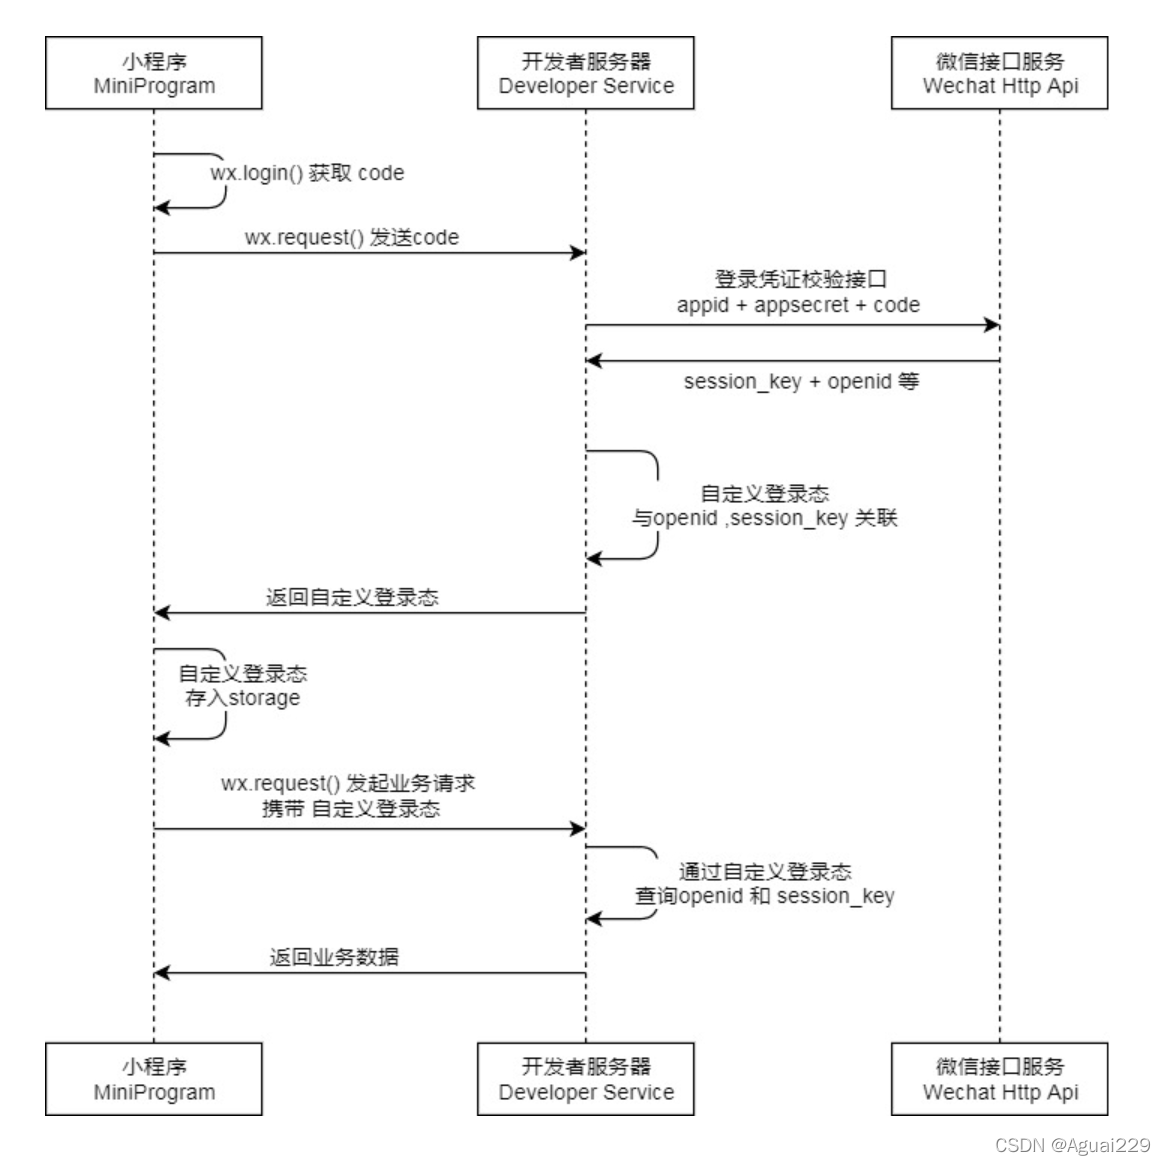 小程序
MiniProgram
开发者服务器
Developer Service
微信接口服务
Wechat Http Api
wx.login() 获取 code
wx.request() 发送code
登录凭证校验接口
appid + appsecret + code
session_key + openid 等
自定义登录态
与openid ,session_key 关联
返回自定义登录态
自定义登录态
存入storage
wx.request() 发起业务请求
携带 自定义登录态
通过自定义登录态
查询openid 和 session_key
返回业务数据
小程序
MiniProgram
开发者服务器
Developer Service
微信接口服务
Wechat Http Api
CSDN @Aguai229